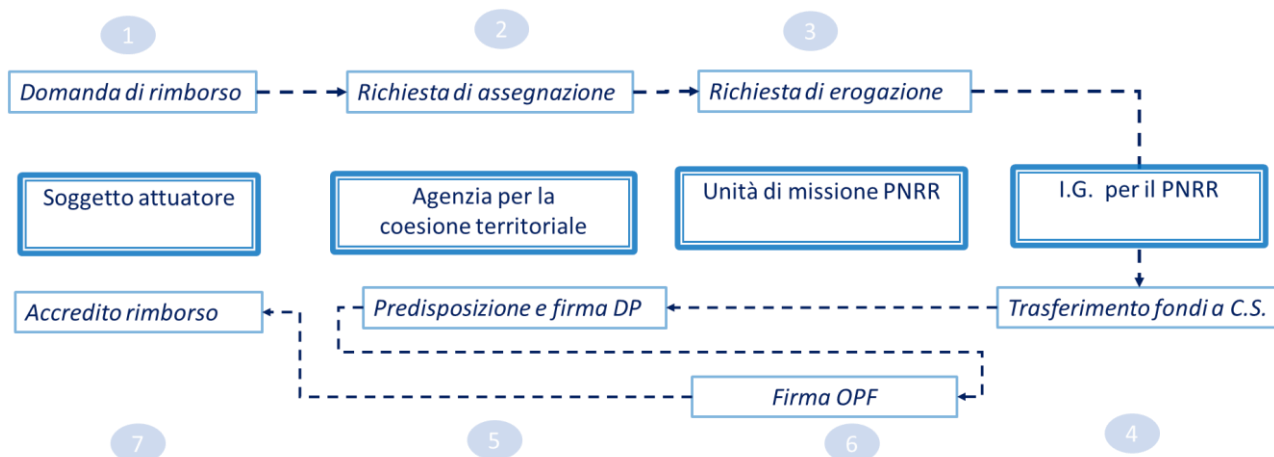 1
2
3
Domanda di rimborso
Richiesta di assegnazione
Richiesta di erogazione
Soggetto attuatore
Agenzia per la
coesione territoriale
Unità di missione PNRR
I.G. per il PNRR
Accredito rimborso
Predisposizione e firma DP
Trasferimento fondi a C.S.
Firma OPF
7
5
6
4